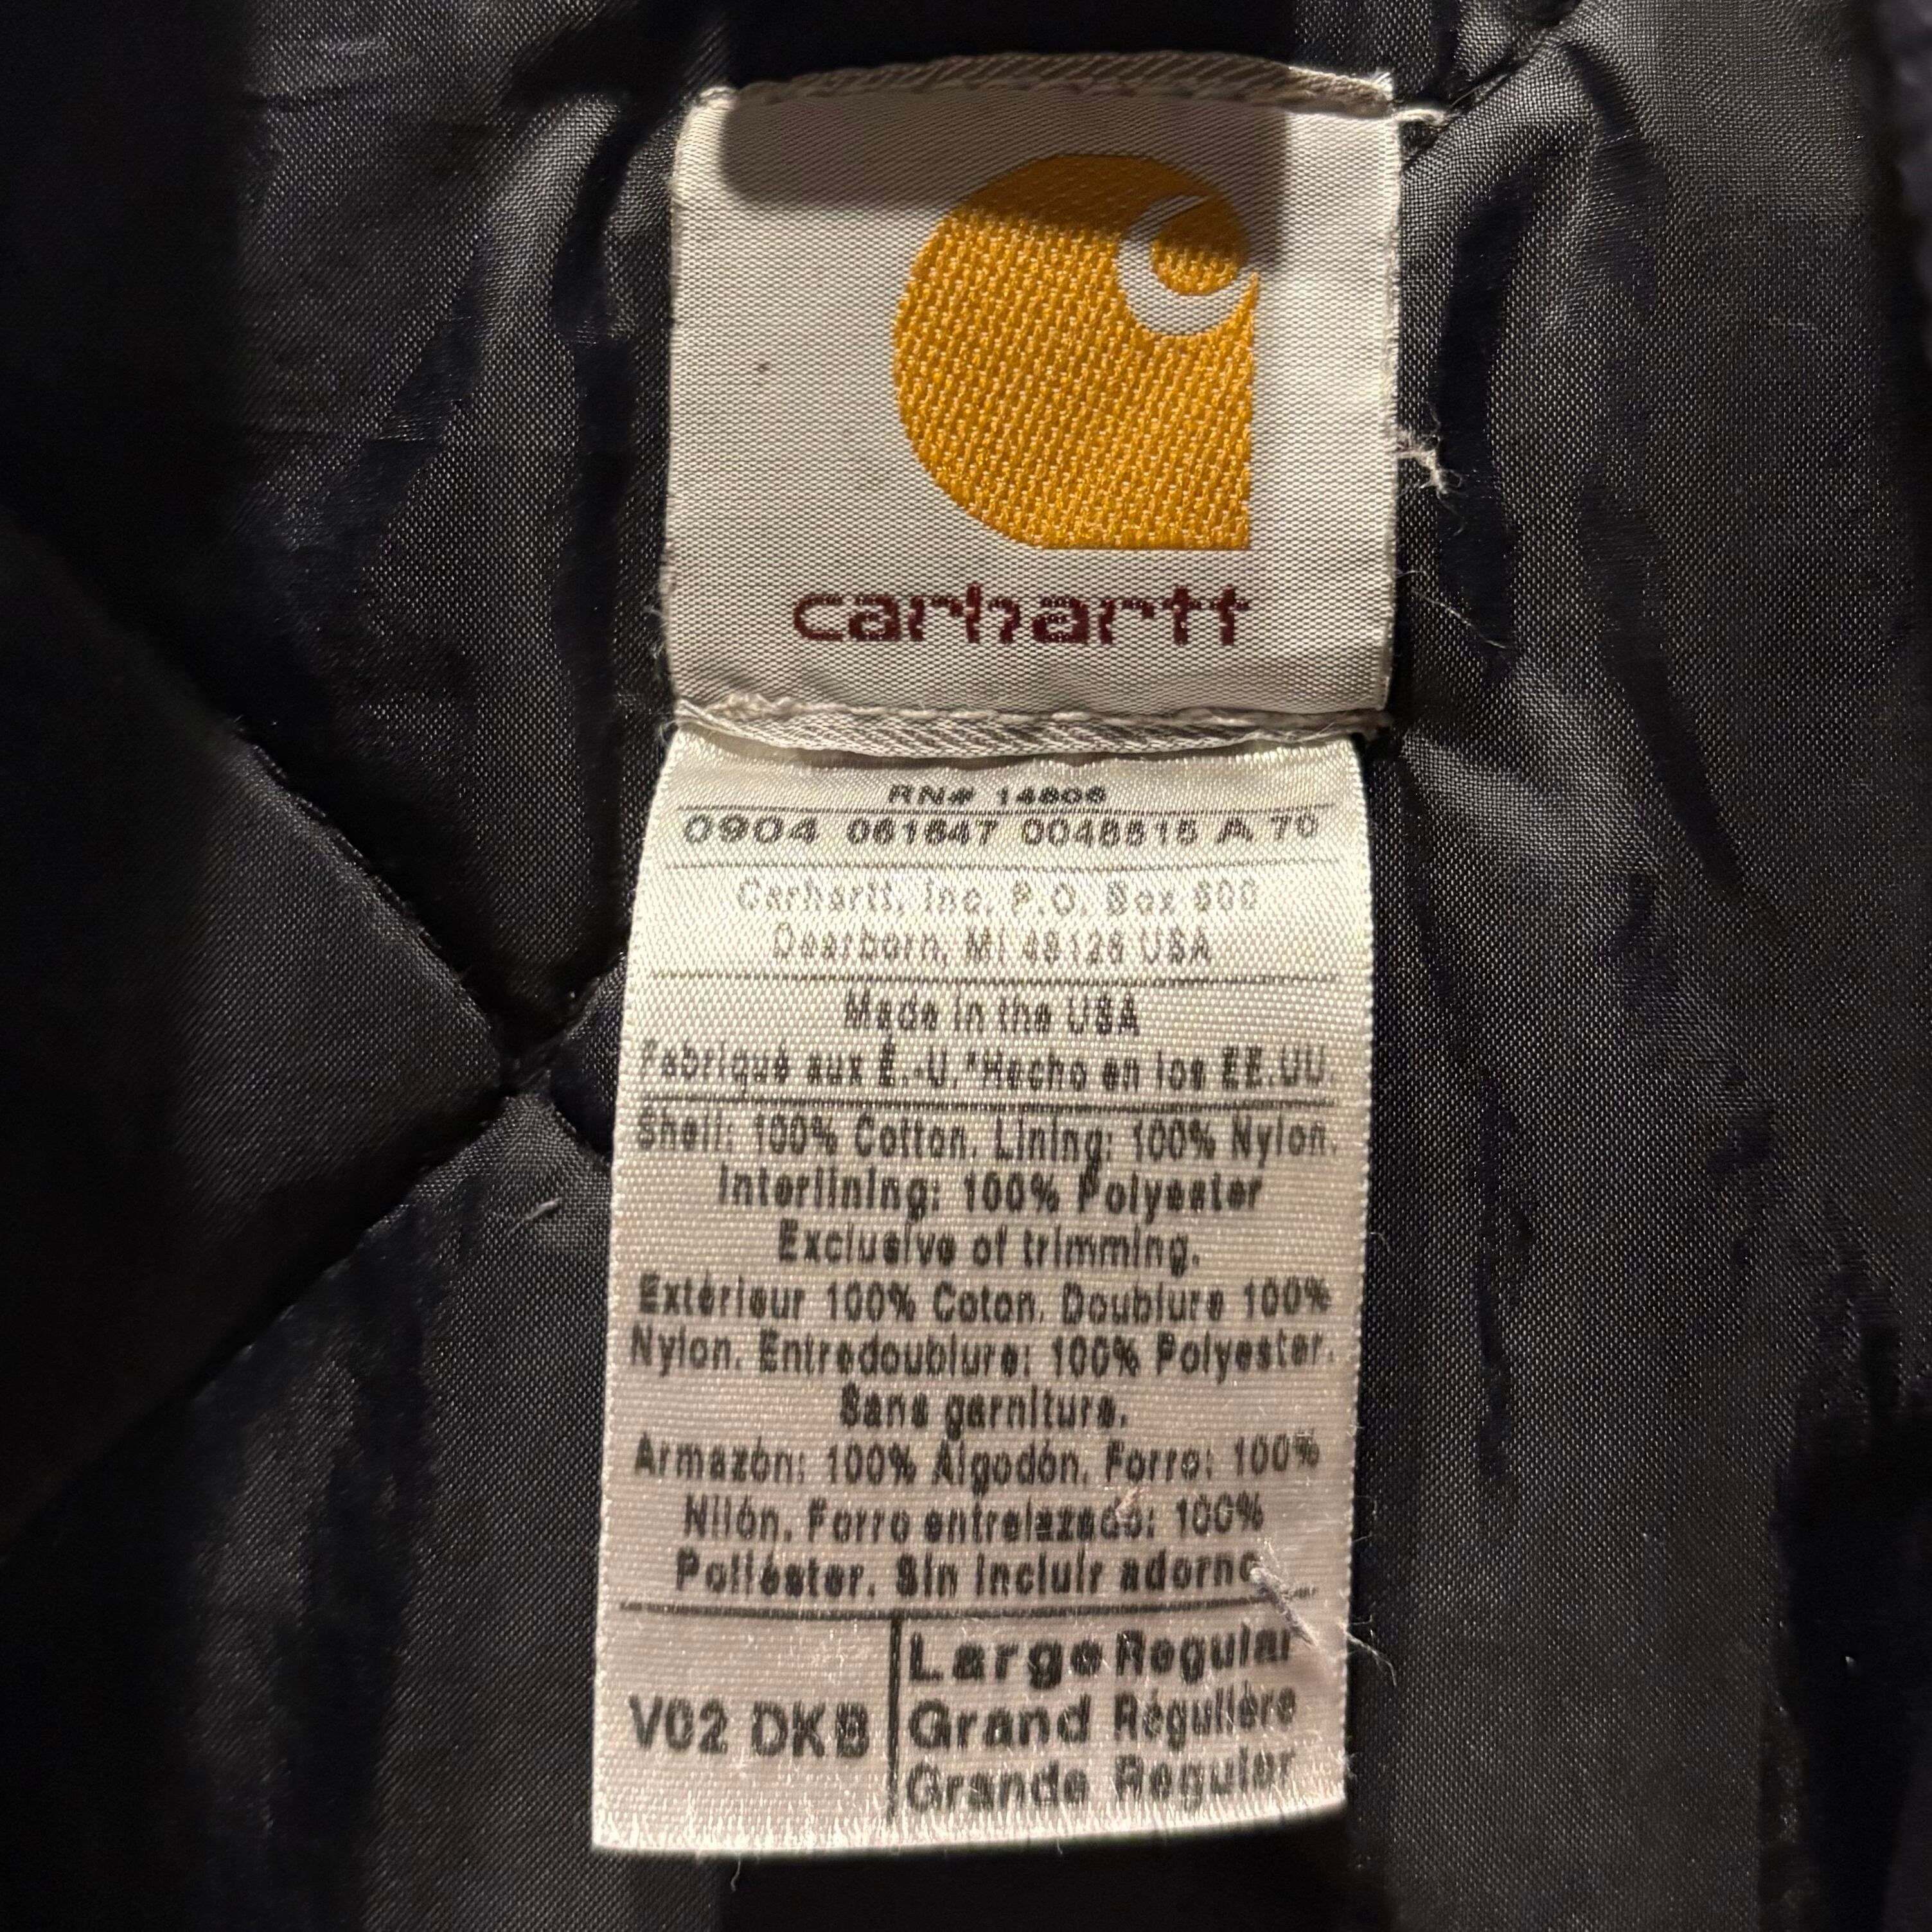 carhartt
RN# 14806
0904 061647 0048615 A 70
Carhartt, Inc. P.O. Box 600
Dearborn, MI 48126 USA
Made in the USA
Fabriqué aux É.-U.*Hecho en los EE.UU.
Shell: 100% Cotton. Lining: 100% Nylon.
Interlining: 100% Polyester
Exclusive of trimming.
Extérieur 100% Coton. Doublure 100%
Nylon. Entredoublure: 100% Polyester.
Sans garniture.
Armazón: 100% Algodón. Forro: 100%
Nilón. Forro entrelazado: 100%
Poliéster. Sin incluir adorno
Large Regular
V02 DKB Grand Régulière
Grande Regular